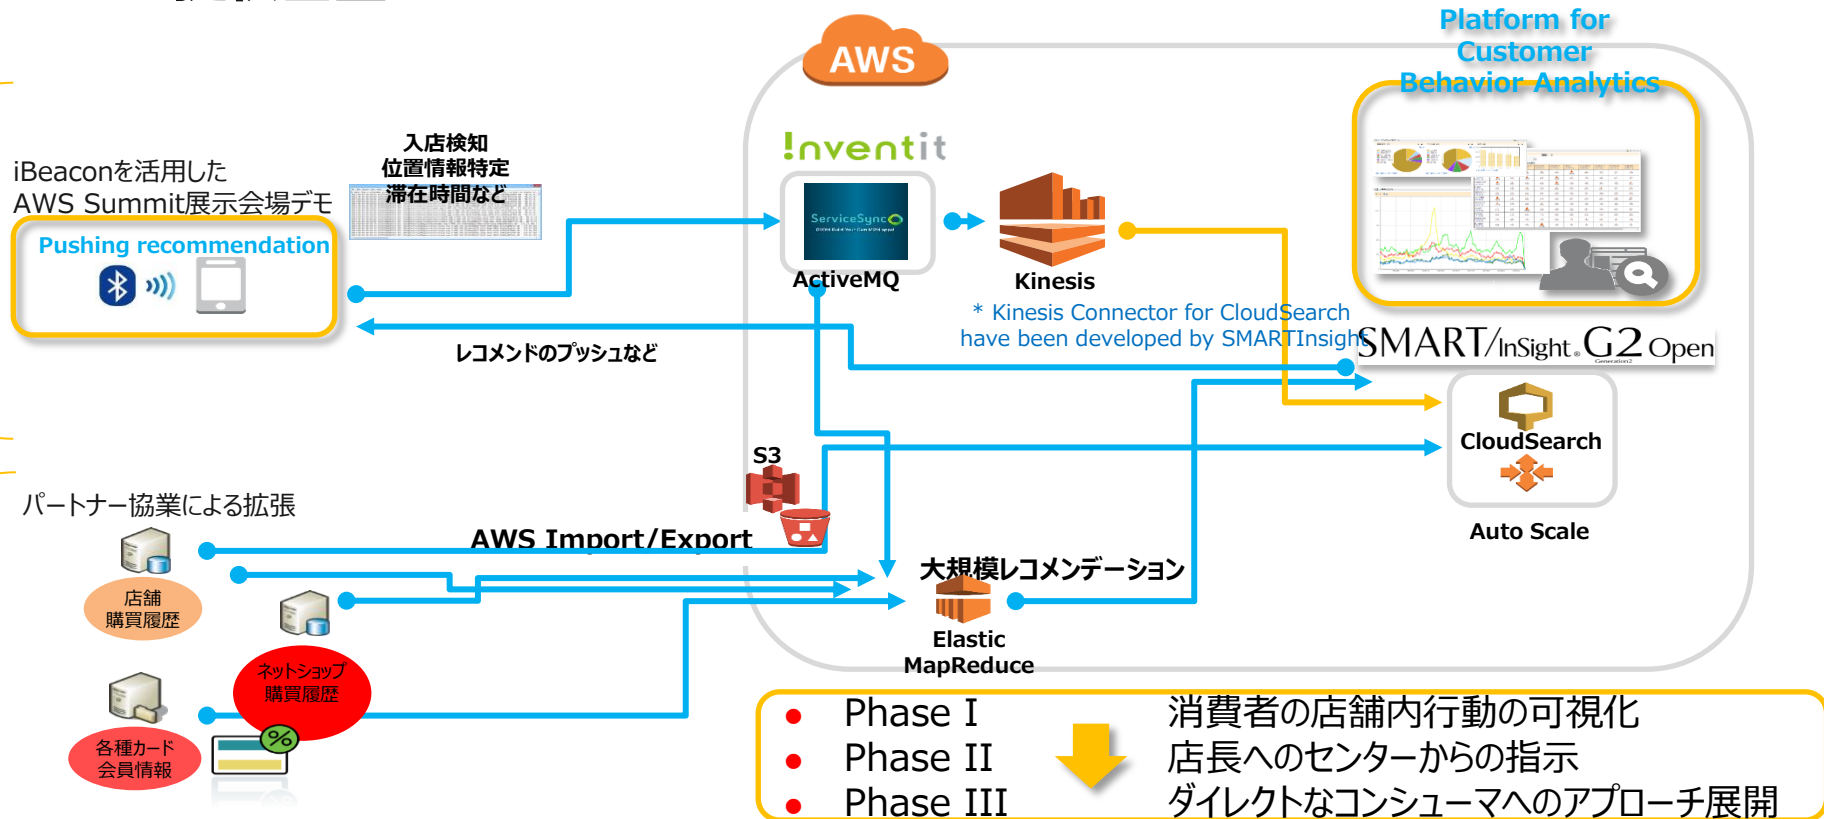 Platform for
Customer
Behavior Analytics
AWS
入店検知
位置情報特定
滞在時間など
iBeaconを活用した
AWS Summit展示会場デモ
Pushing recommendation
Inventit
ServiceSync
ActiveMQ
Kinesis
* Kinesis Connector for CloudSearch
have been developed by SMARTInsight
SMART/InSight® G2 Open
Generation2
レコメンドのプッシュなど
CloudSearch
Auto Scale
S3
パートナー協業による拡張
AWS Import/Export
大規模レコメンデーション
Elastic
MapReduce
店舗
購買履歴
ネットショップ
購買履歴
各種カード
会員情報
%
● Phase I 消費者の店舗内行動の可視化
● Phase II 店長へのセンターからの指示
● Phase III ダイレクトなコンシューマへのアプローチ展開